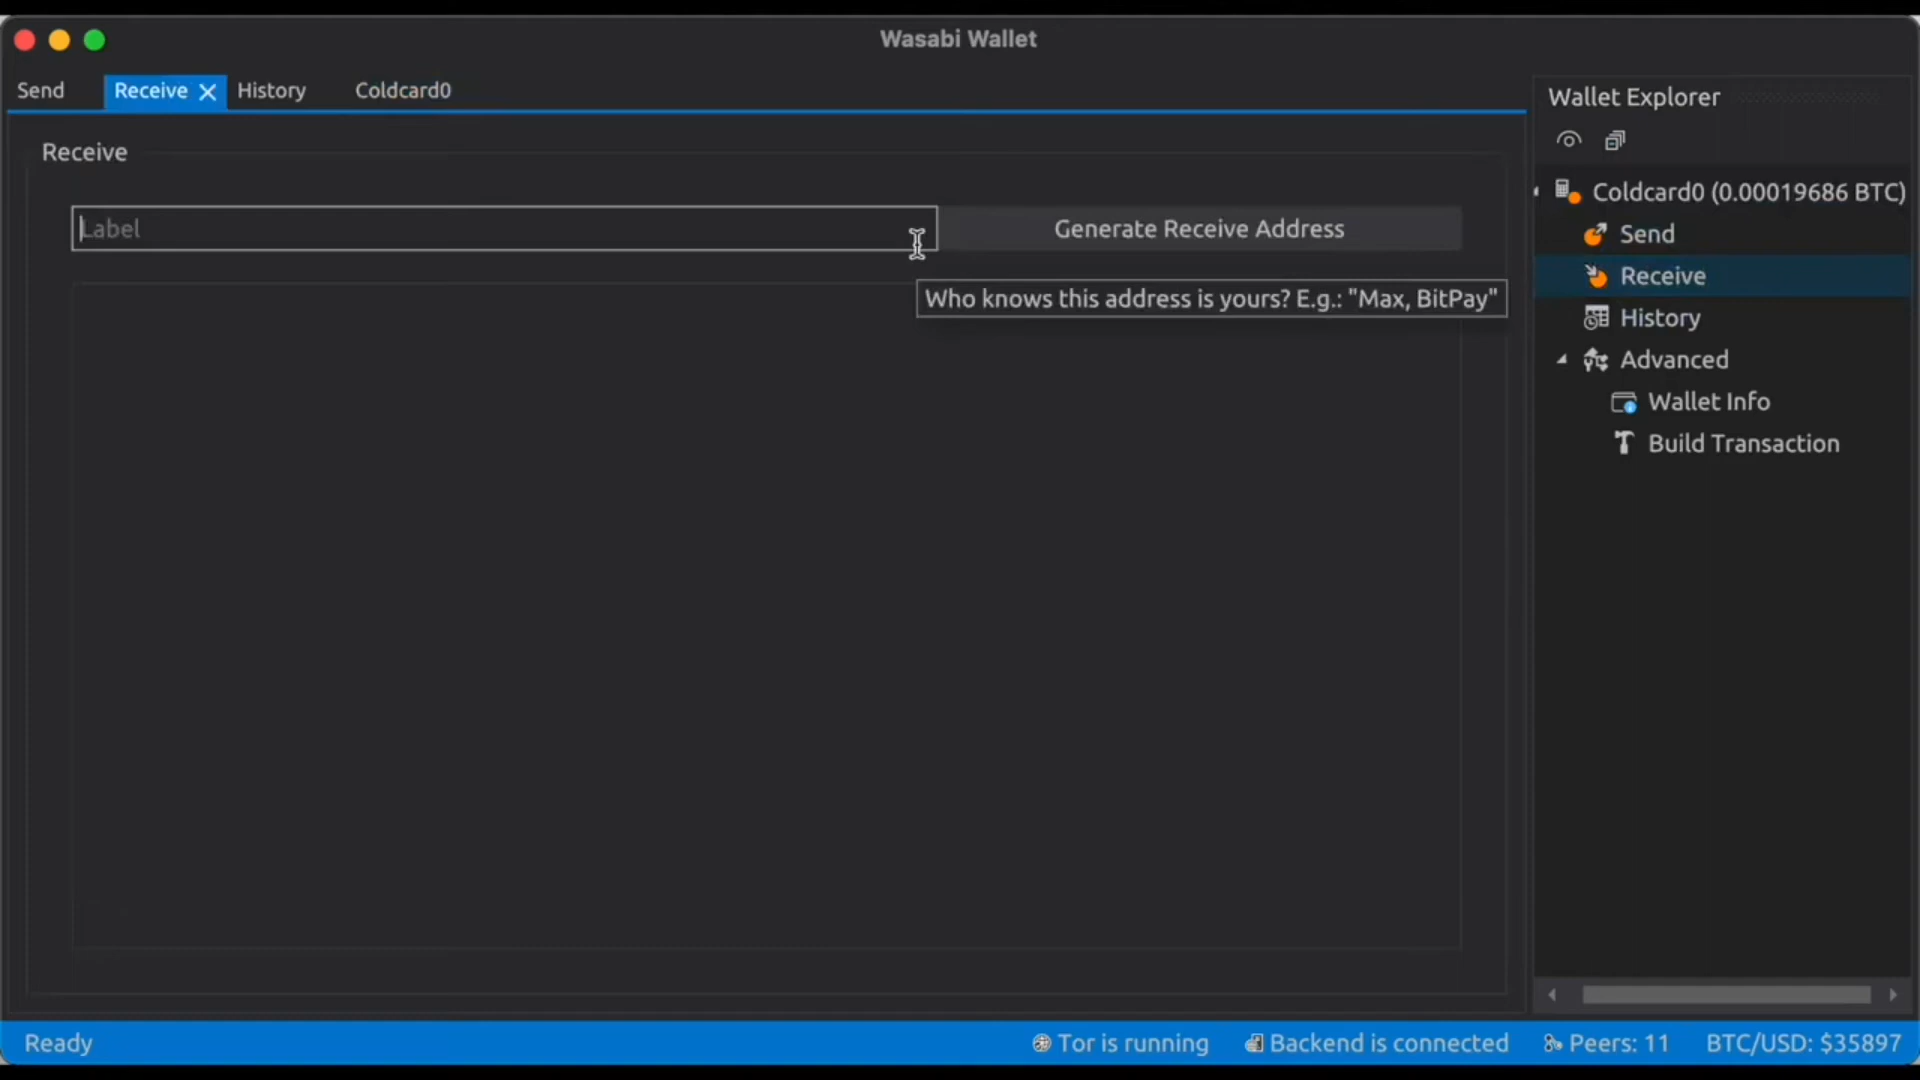 Wasabi Wallet
Send
Receive
History
Coldcard0
Receive
Label
Generate Receive Address
Who knows this address is yours? E.g.: "Max, BitPay"
Wallet Explorer
Coldcard0 (0.00019686 BTC)
Send
Receive
History
Advanced
Wallet Info
Build Transaction
Ready
Tor is running
Backend is connected
Peers: 11
BTC/USD: $35897